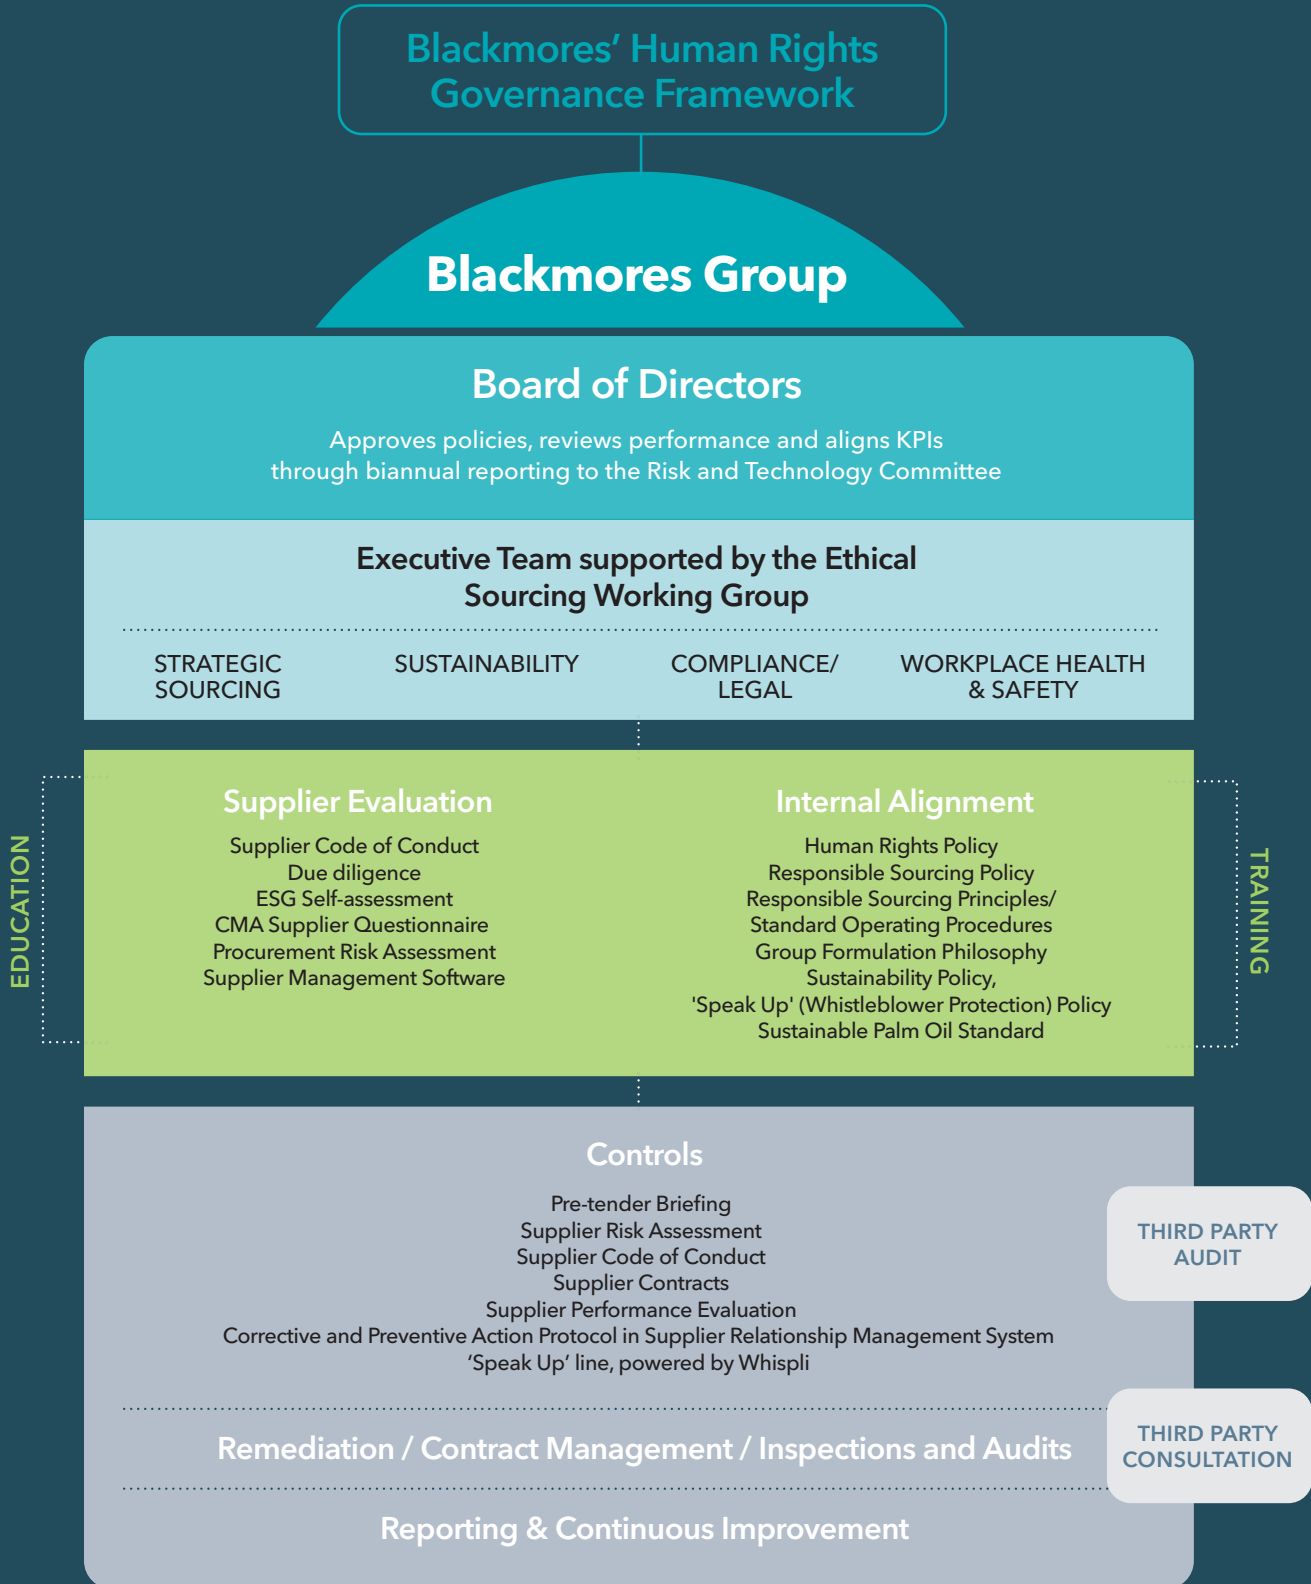 Blackmores’ Human Rights
Governance Framework
Blackmores Group
Board of Directors
Approves policies, reviews performance and aligns KPIs
through biannual reporting to the Risk and Technology Committee
Executive Team supported by the Ethical
Sourcing Working Group
STRATEGIC
SOURCING
SUSTAINABILITY
COMPLIANCE/
LEGAL
WORKPLACE HEALTH
& SAFETY
EDUCATION
Supplier Evaluation
Supplier Code of Conduct
Due diligence
ESG Self-assessment
CMA Supplier Questionnaire
Procurement Risk Assessment
Supplier Management Software
Internal Alignment
Human Rights Policy
Responsible Sourcing Policy
Responsible Sourcing Principles/
Standard Operating Procedures
Group Formulation Philosophy
Sustainability Policy,
'Speak Up' (Whistleblower Protection) Policy
Sustainable Palm Oil Standard
TRAINING
Controls
Pre-tender Briefing
Supplier Risk Assessment
Supplier Code of Conduct
Supplier Contracts
Supplier Performance Evaluation
Corrective and Preventive Action Protocol in Supplier Relationship Management System
‘Speak Up’ line, powered by Whispli
THIRD PARTY
AUDIT
Remediation / Contract Management / Inspections and Audits
THIRD PARTY
CONSULTATION
Reporting & Continuous Improvement